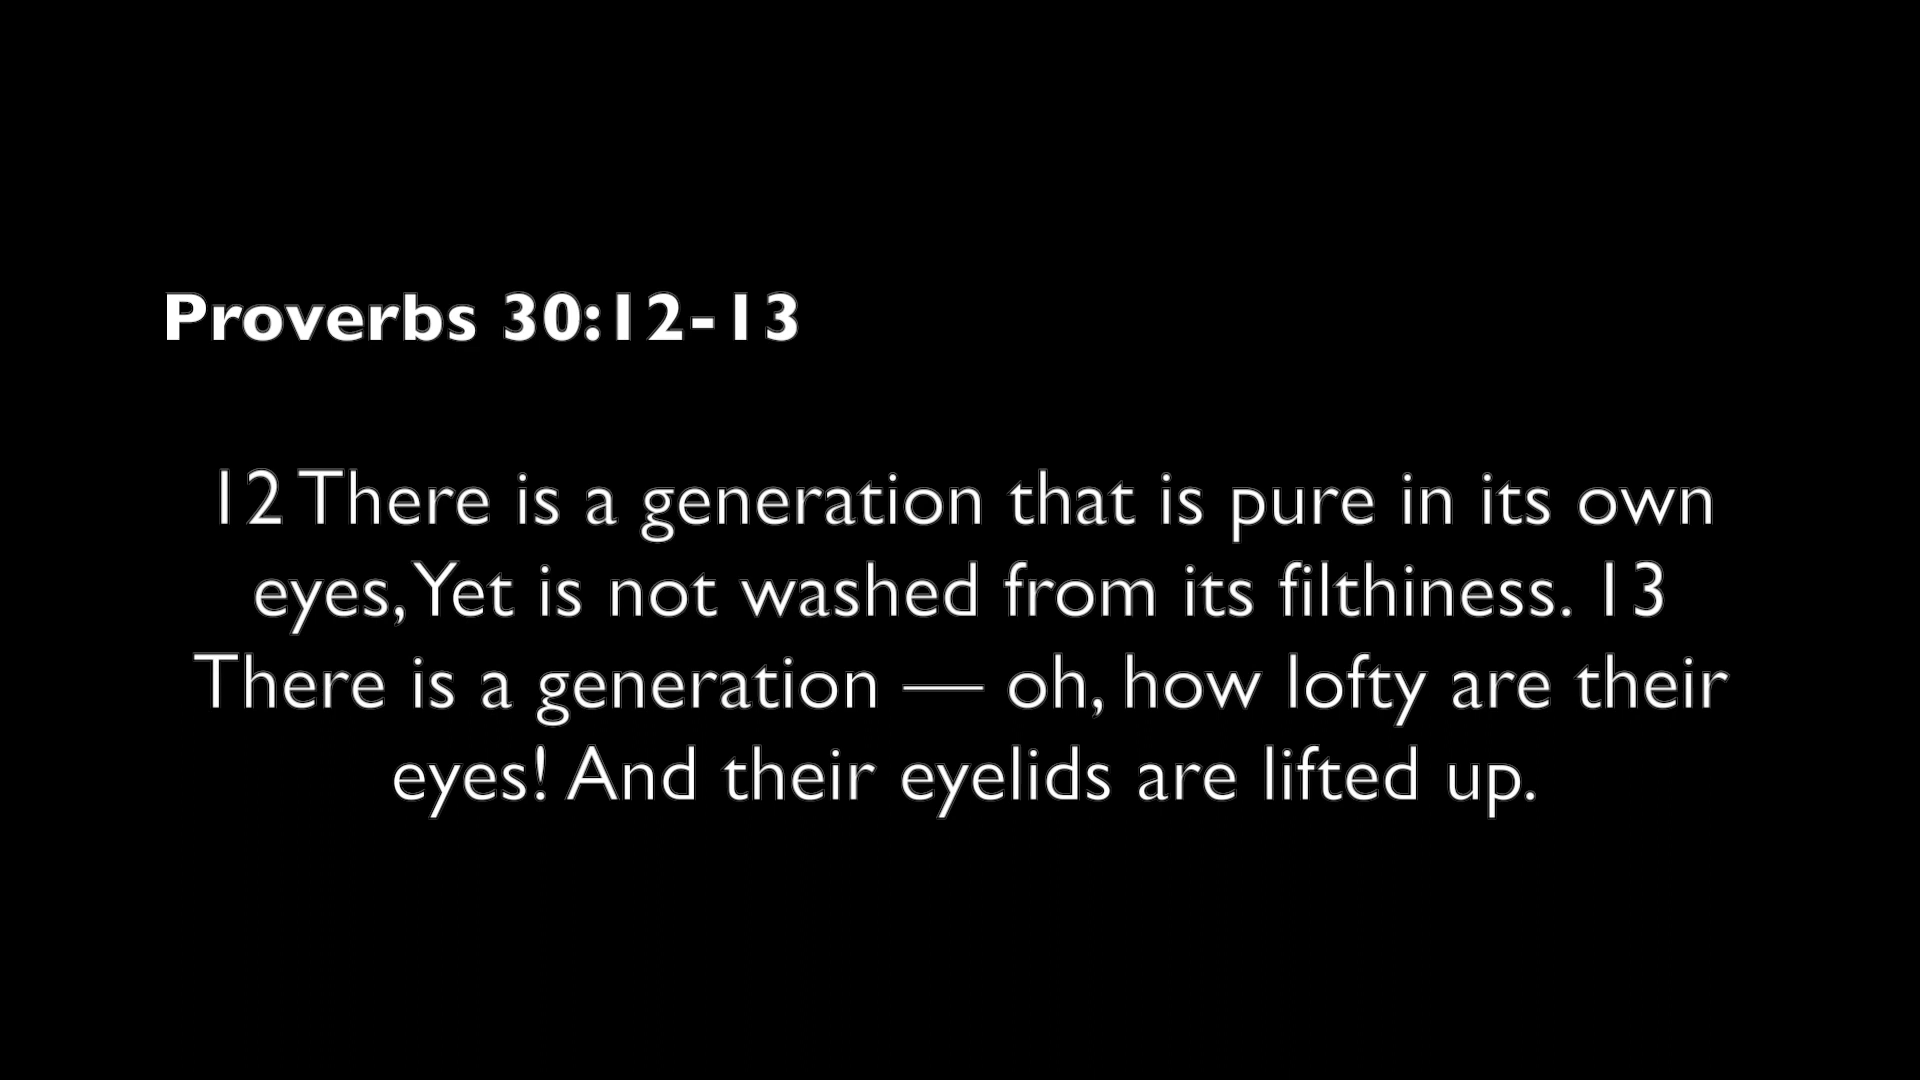 Proverbs 30:12-13
12 There is a generation that is pure in its own
eyes, Yet is not washed from its filthiness. 13
There is a generation — oh, how lofty are their
eyes! And their eyelids are lifted up.